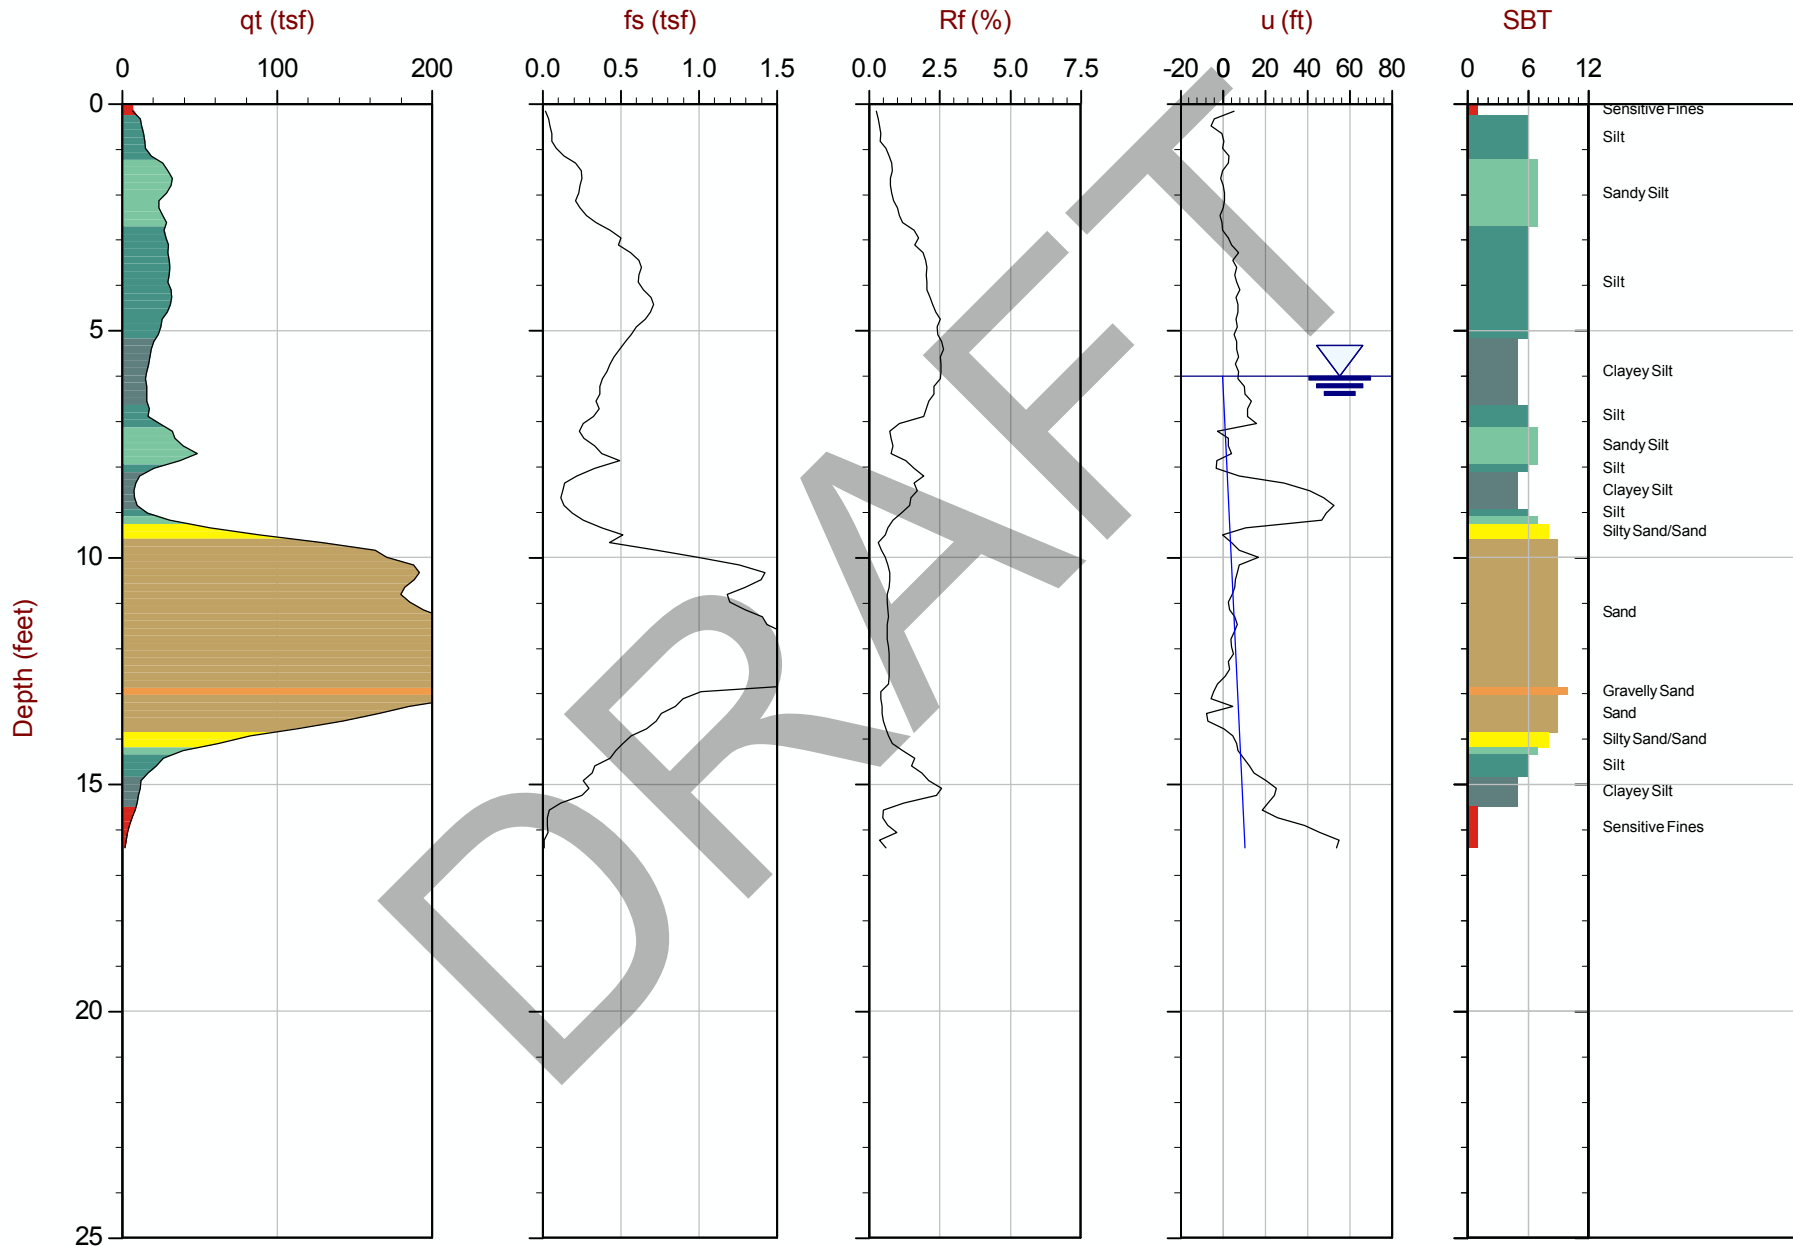 qt (tsf) fs (tsf) Rf (%) u (ft) SBT
0 100 200 0.0 0.5 1.0 1.5 0.0 2.5 5.0 7.5 -20 0 20 40 60 80 0 6 12
0
Sensitive Fines
Silt
Sandy Silt
Silt
5
Clayey Silt
Silt
Sandy Silt
Silt
Clayey Silt
Silt
Silty Sand/Sand
10
Sand
Depth (feet)
Gravelly Sand
Sand
Silty Sand/Sand
Silt
15
Clayey Silt
Sensitive Fines
20
25
DRAFT